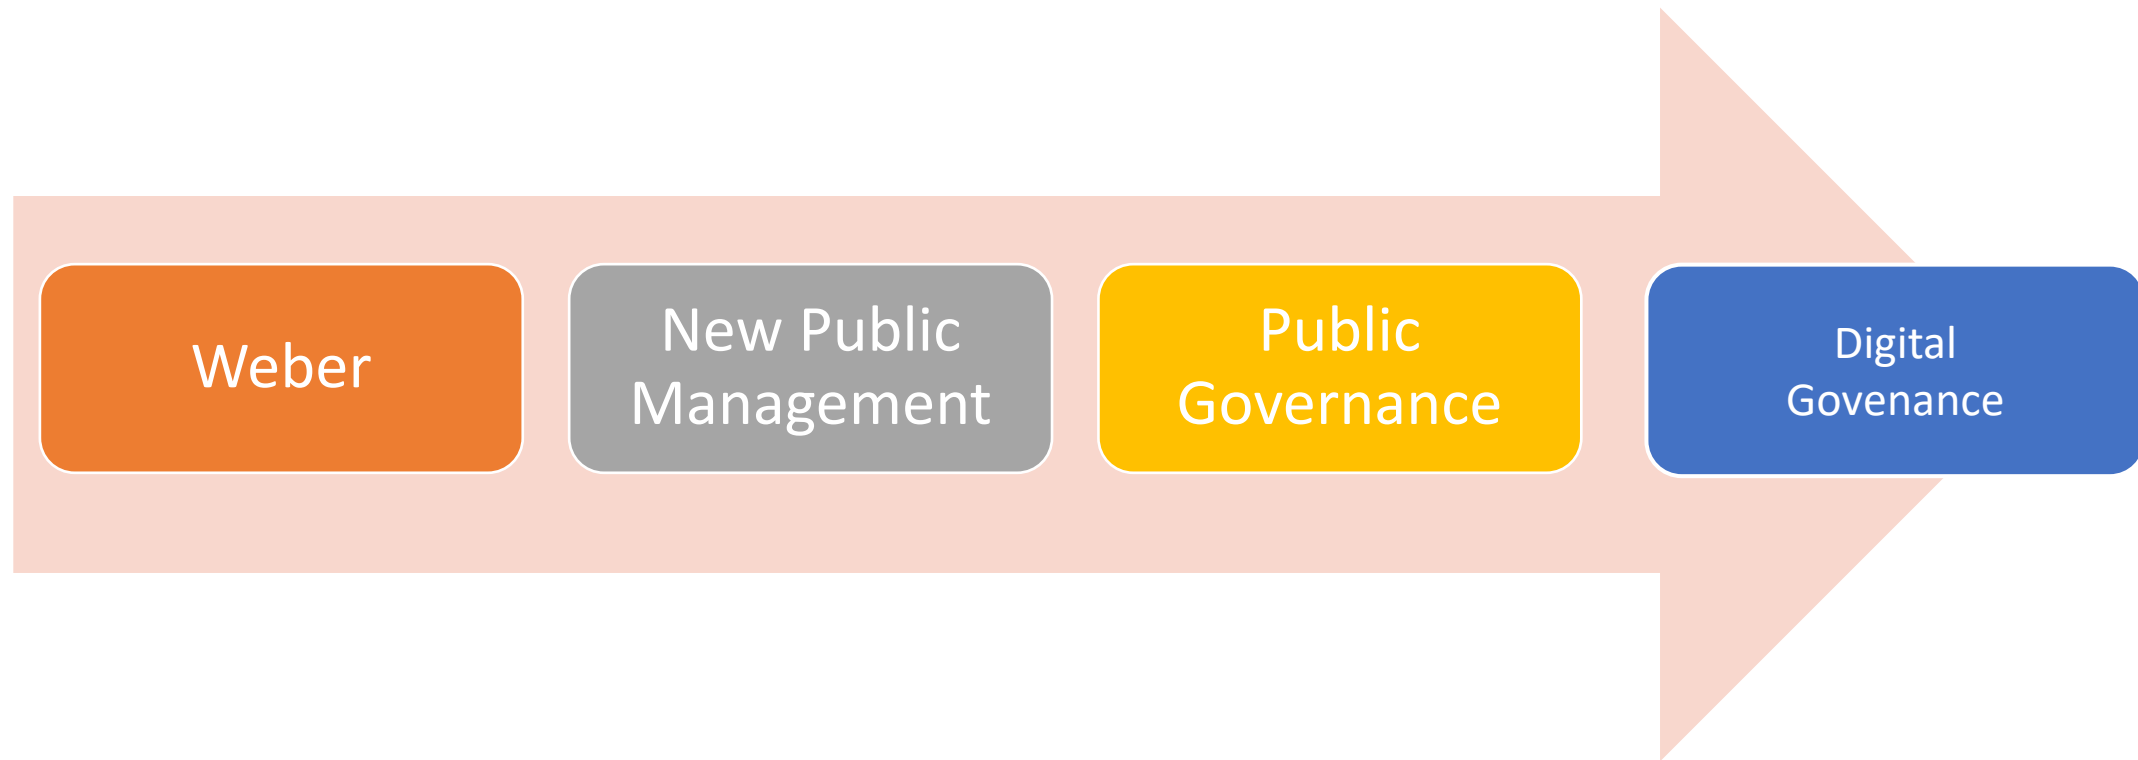 Weber
New Public
Management
Public
Governance
Digital
Govenance